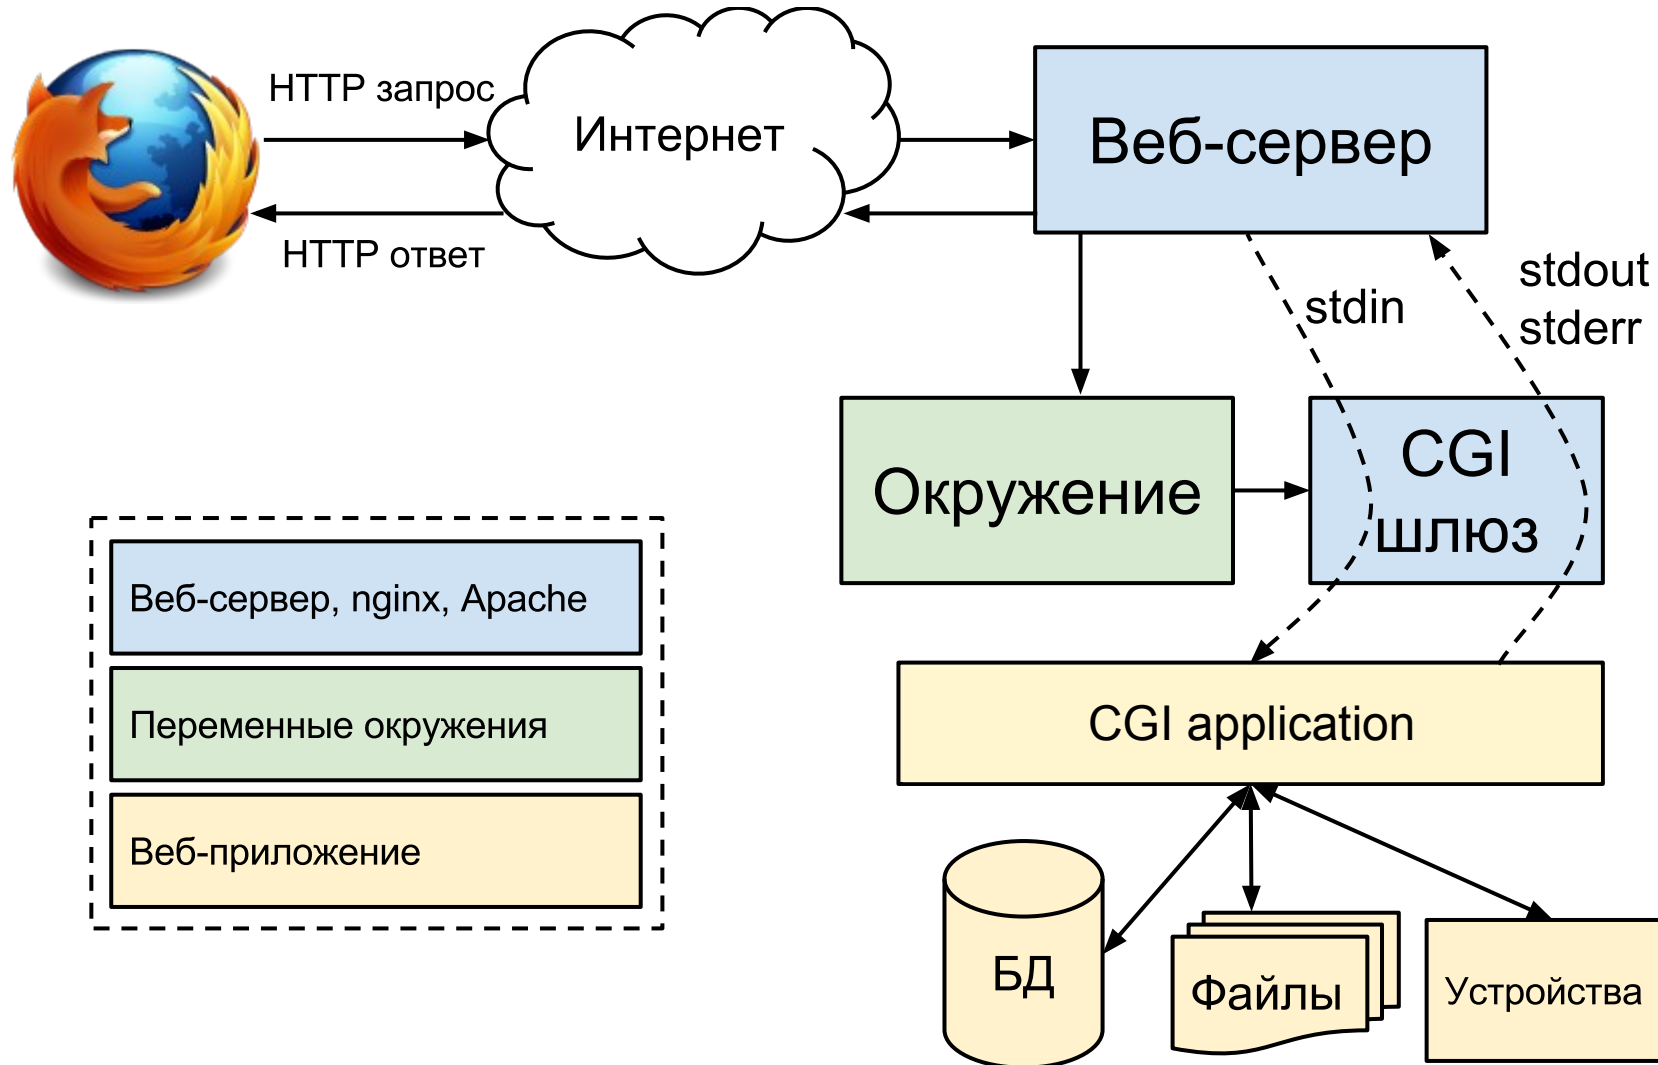 HTTP запрос
Интернет
Веб-сервер
HTTP ответ
stdin
stdout
stderr
Окружение
CGI
шлюз
Веб-сервер, nginx, Apache
Переменные окружения
Веб-приложение
CGI application
БД
Файлы
Устройства